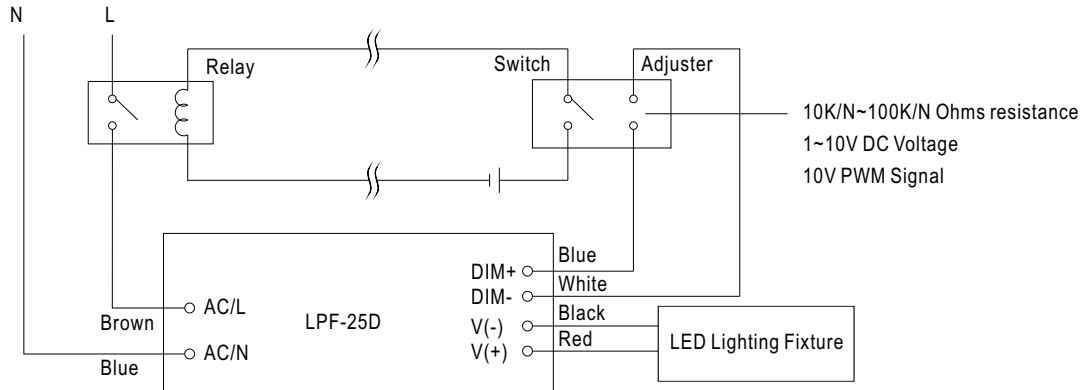 N
L
Relay
Switch
Adjuster
10K/N~100K/N Ohms resistance
1~10V DC Voltage
10V PWM Signal
Blue
DIM+
White
DIM-
Black
V(-)
Red
V(+)
LED Lighting Fixture
AC/L
LPF-25D
Brown
AC/N
Blue